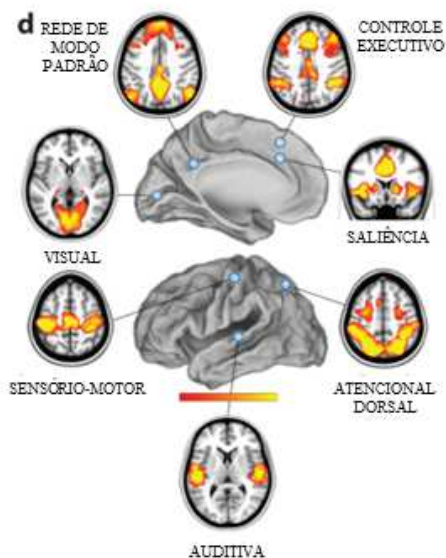 d
REDE DE
MODO
PADRÃO
CONTROLE
EXECUTIVO
VISUAL
SALIÊNCIA
SENSÓRIO-MOTOR
ATENCIONAL
DORSAL
AUDITIVA